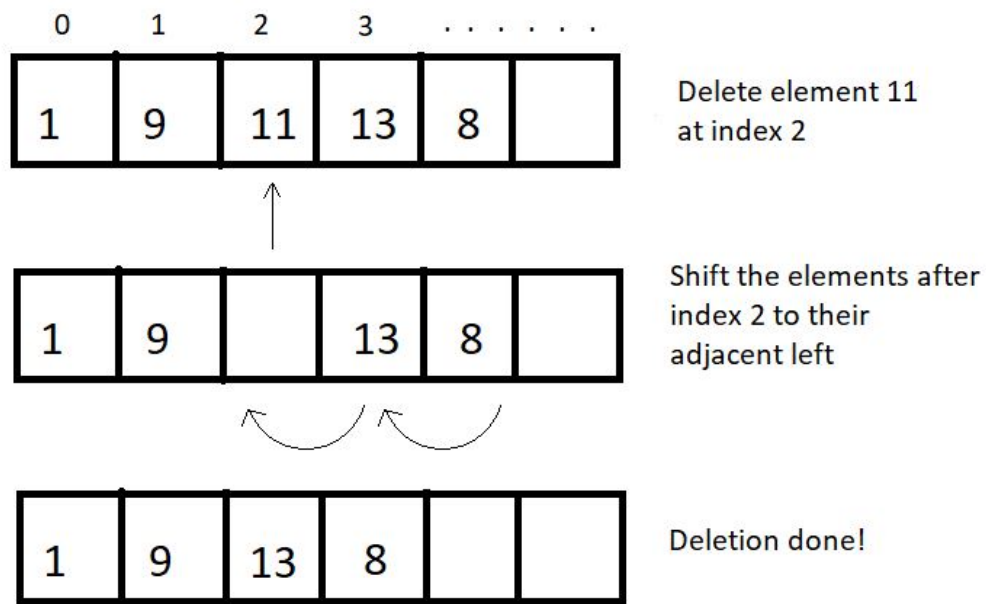 0 1 2 3 . . . . . .
1 9 11 13 8
Delete element 11
at index 2
1 9 13 8
Shift the elements after
index 2 to their
adjacent left
1 9 13 8
Deletion done!